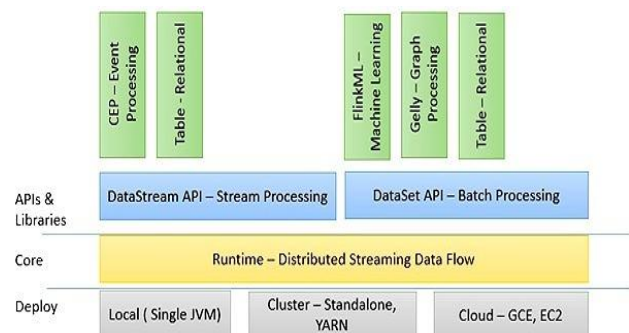 CEP – Event
Processing
Table - Relational
FlinkML –
Machine Learning
Gelly – Graph
Processing
Table – Relational
APIs &
Libraries
DataStream API – Stream Processing
DataSet API – Batch Processing
Core
Runtime – Distributed Streaming Data Flow
Deploy
Local ( Single JVM)
Cluster – Standalone,
YARN
Cloud – GCE, EC2